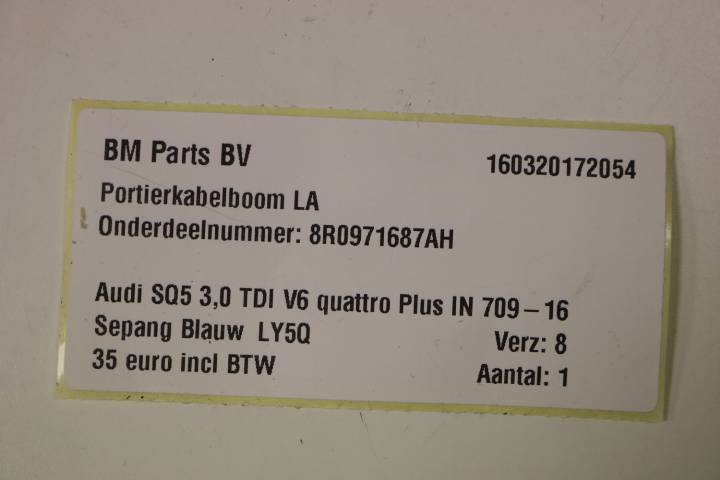 BM Parts BV 160320172054
Portierkabelboom LA
Onderdeelnummer: 8R0971687AH
Audi SQ5 3,0 TDI V6 quattro Plus IN 709-16
Sepang Blauw LY5Q Verz: 8
35 euro incl BTW Aantal: 1